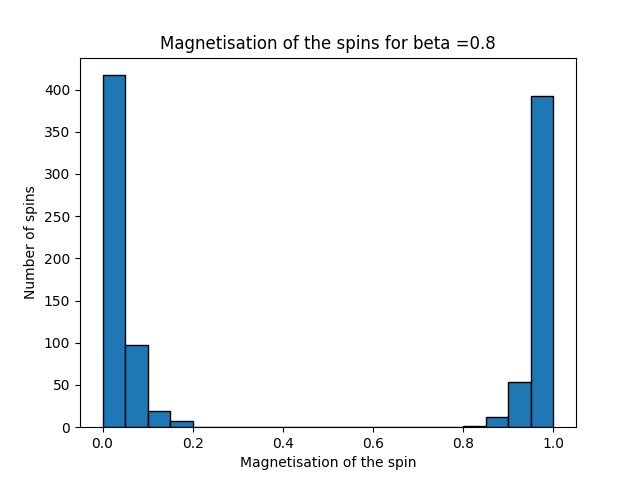 Magnetisation of the spins for beta =0.8
400
350
300
250
200
150
100
50
0
Number of spins
0.0 0.2 0.4 0.6 0.8 1.0
Magnetisation of the spin